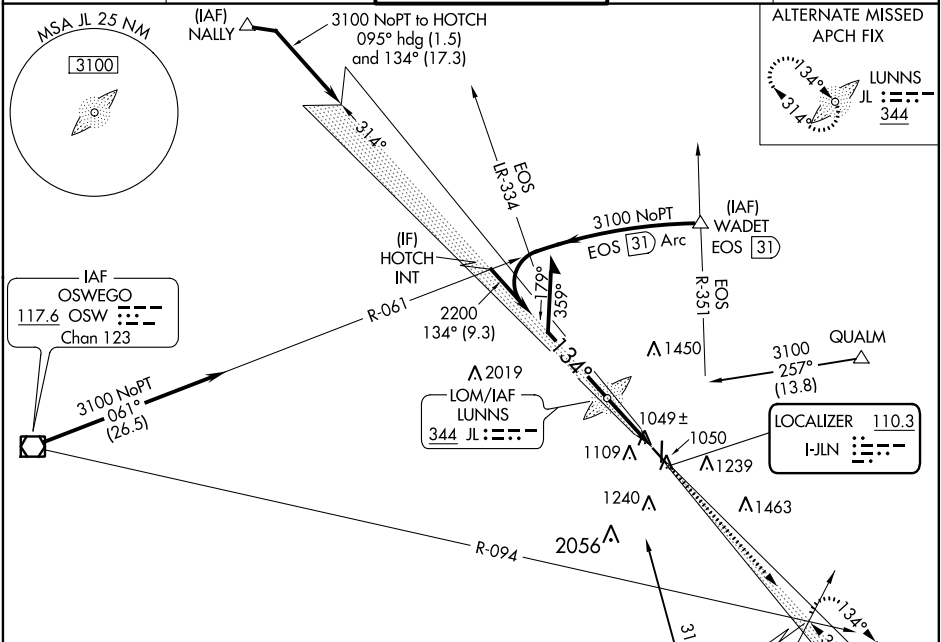 MSA JL 25 NM
3100
(IAF)
NALLY
3100 NoPT to HOTCH
095° hdg (1.5)
and 134° (17.3)
314°
ALTERNATE MISSED
APCH FIX
134°
314°
LUNNS
JL
344
EOS
LR-334
3100 NoPT
EOS 31 Arc
(IAF)
WADET
EOS 31
EOS
R-351
(IF)
HOTCH
INT
179°
359°
2200
134° (9.3)
R-061
IAF
OSWEGO
117.6 OSW
Chan 123
3100 NoPT
061°
(26.5)
134°
1450
QUALM
3100
257°
(13.8)
2019
LOM/IAF
LUNNS
344 JL
1049±
1050
1109
1239
LOCALIZER 110.3
I-JLN
1240
1463
2056
R-094
31
134°